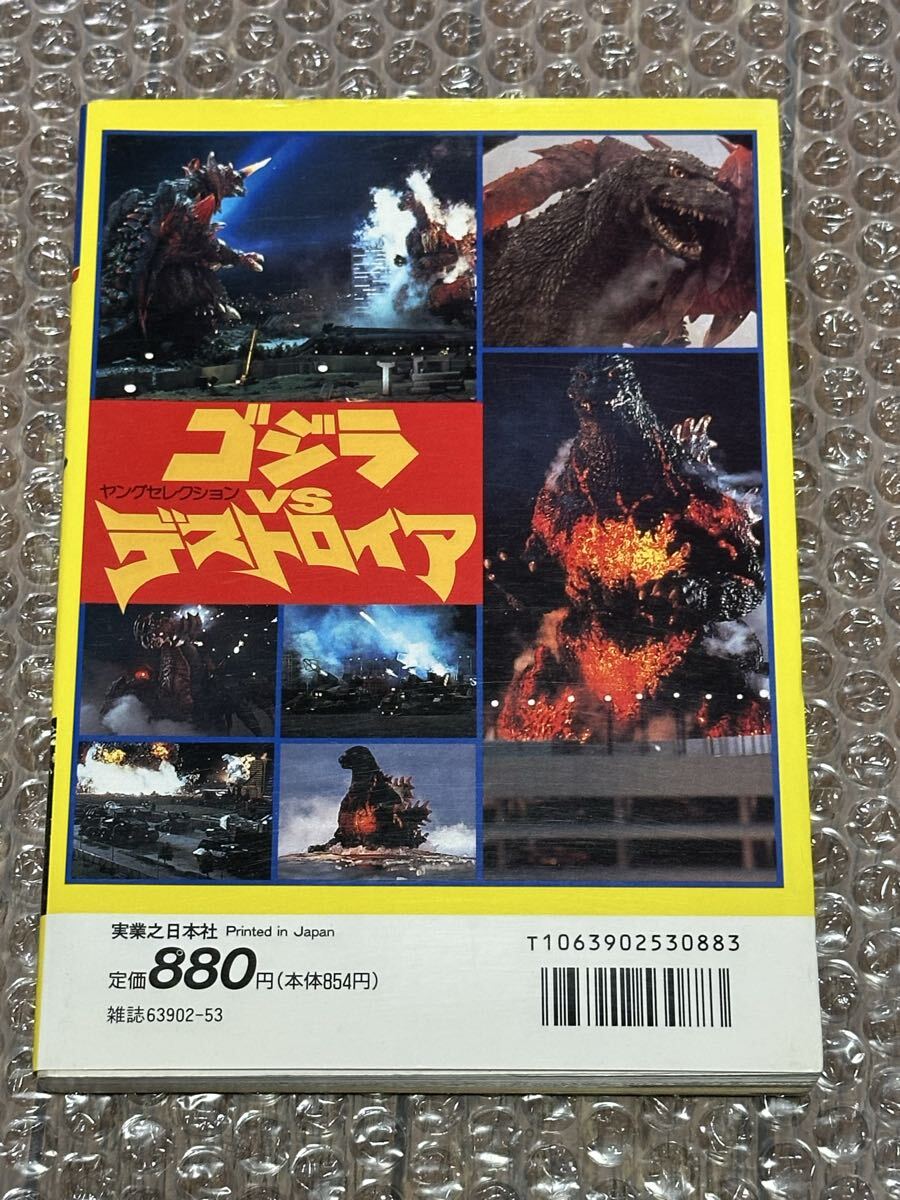 ゴジラ
ヤングセレクション
VS
デストロイア
実業之日本社 Printed in Japan
定価880円(本体854円)
雑誌63902-53
T1063902530883